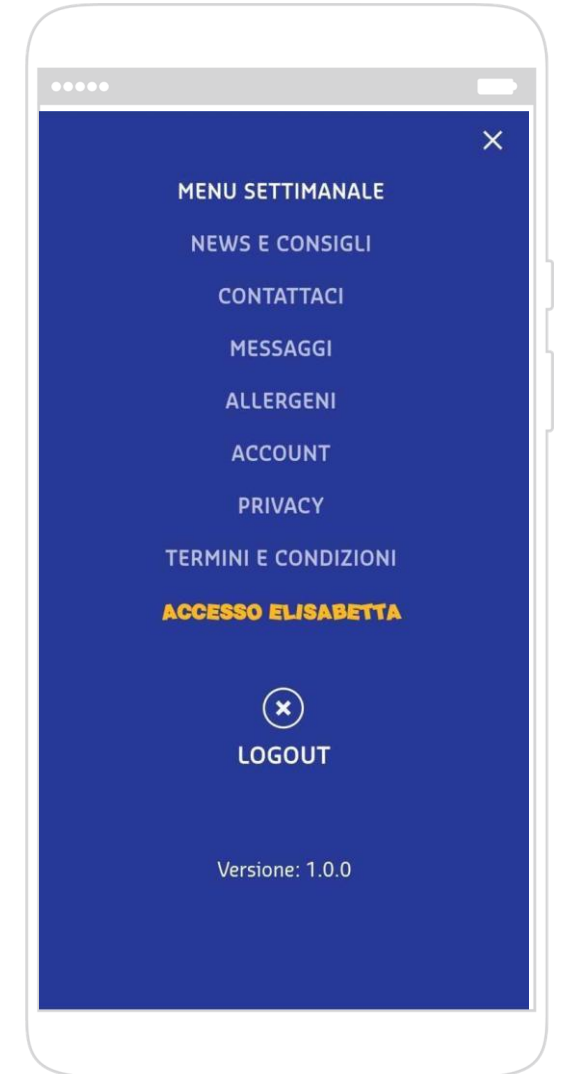 MENU SETTIMANALE
NEWS E CONSIGLI
CONTATTACI
MESSAGGI
ALLERGENI
ACCOUNT
PRIVACY
TERMINI E CONDIZIONI
ACCESSO ELISABETTA
LOGOUT
Versione: 1.0.0